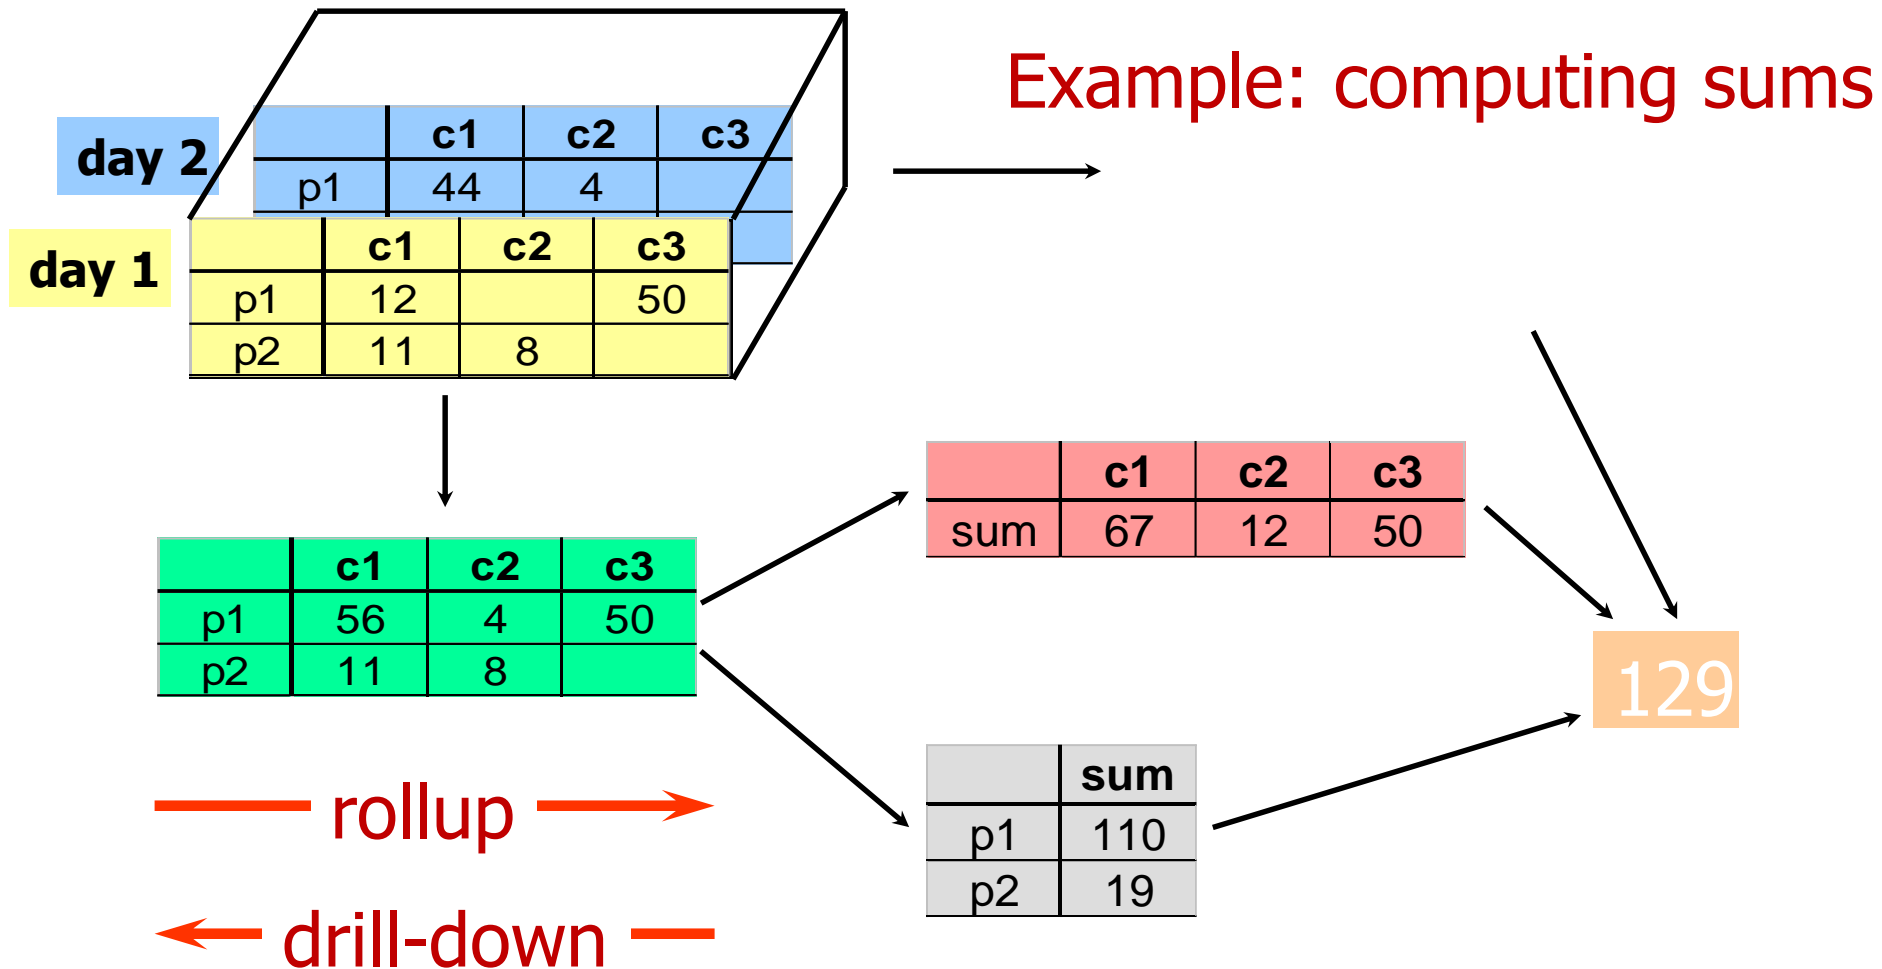 Example: computing sums
day 2
c1 c2 c3
p1 44 4
day 1
c1 c2 c3
p1 12 50
p2 11 8
c1 c2 c3
sum 67 12 50
c1 c2 c3
p1 56 4 50
p2 11 8
129
sum
p1 110
p2 19
rollup
drill-down